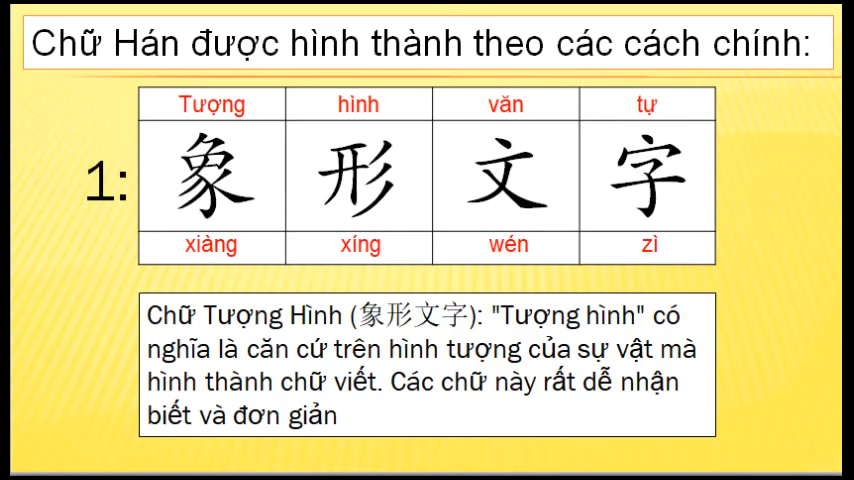 Chữ Hán được hình thành theo các cách chính:
Tượng hình văn tự
1: 象 形 文 字
xiàng xíng wén zì
Chữ Tượng Hình (象形文字): "Tượng hình" có
nghĩa là căn cứ trên hình tượng của sự vật mà
hình thành chữ viết. Các chữ này rất dễ nhận
biết và đơn giản